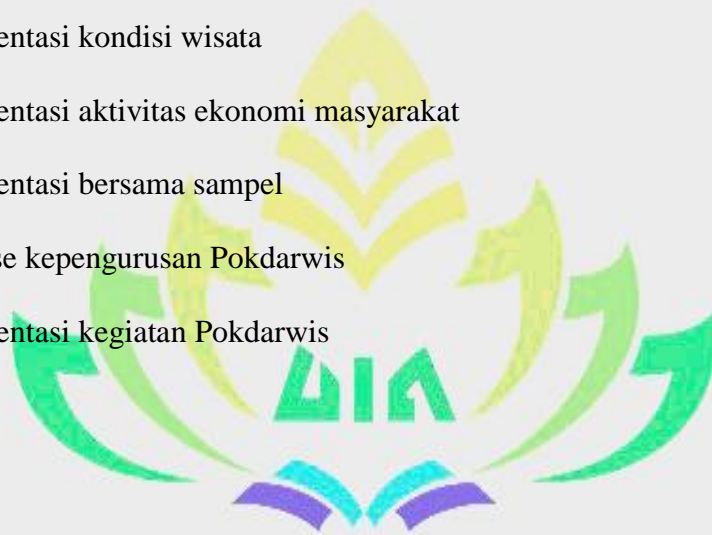 entasi kondisi wisata
entasi aktivitas ekonomi masyarakat
entasi bersama sampel
se kepengurusan Pokdarwis
entasi kegiatan Pokdarwis
UIN